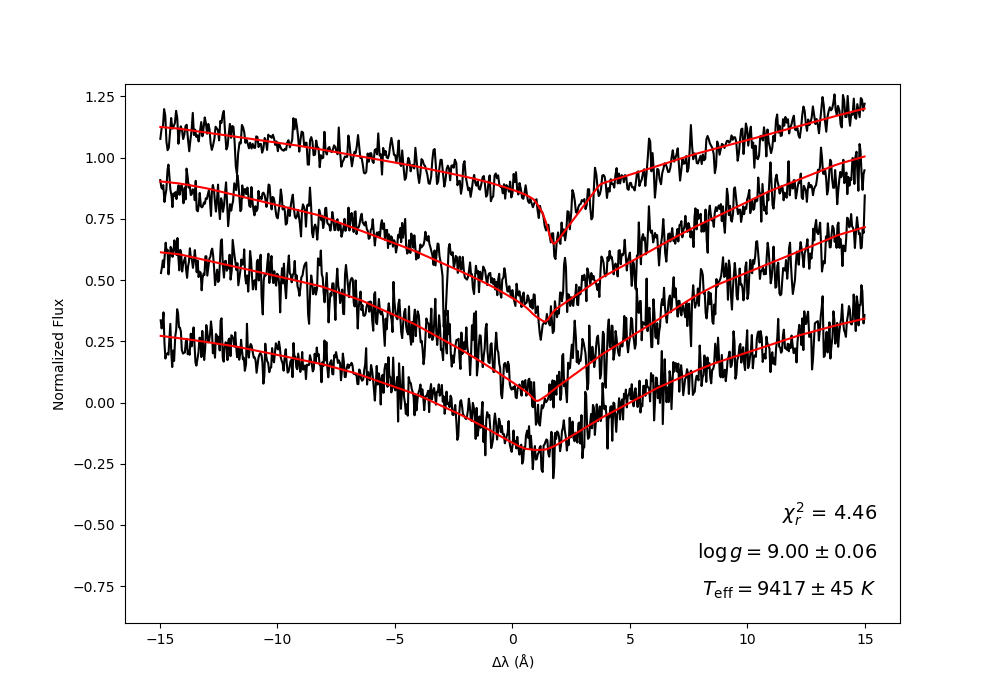 1.25
1.00
0.75
0.50
0.25
0.00
−0.25
−0.50
−0.75
Normalized Flux
χ²ᵣ = 4.46
log g = 9.00 ± 0.06
T_eff = 9417 ± 45 K
−15 −10 −5 0 5 10 15
Δλ (Å)